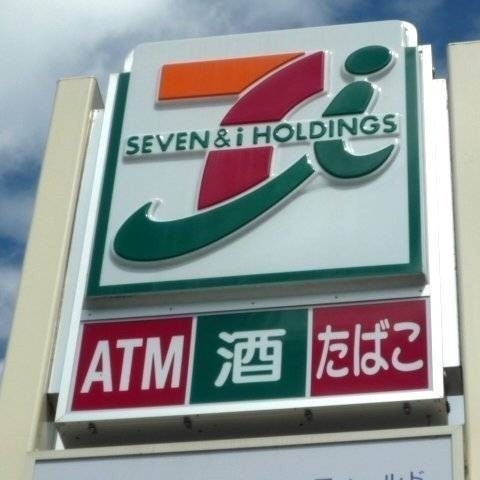 SEVEN & i HOLDINGS
ATM 酒 たばこ